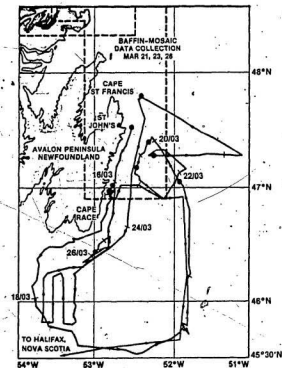 BAFFIN-MOSAIC
DATA COLLECTION
MAR 21, 23, 26
48°N
CAPE
ST FRANCIS
ST
JOHN'S
20/03
AVALON PENINSULA
NEWFOUNDLAND
16/03
22/03
47°N
CAPE
RACE
24/03
26/03
18/03
46°N
TO HALIFAX,
NOVA SCOTIA
45°30'N
54°W
53°W
52°W
51°W